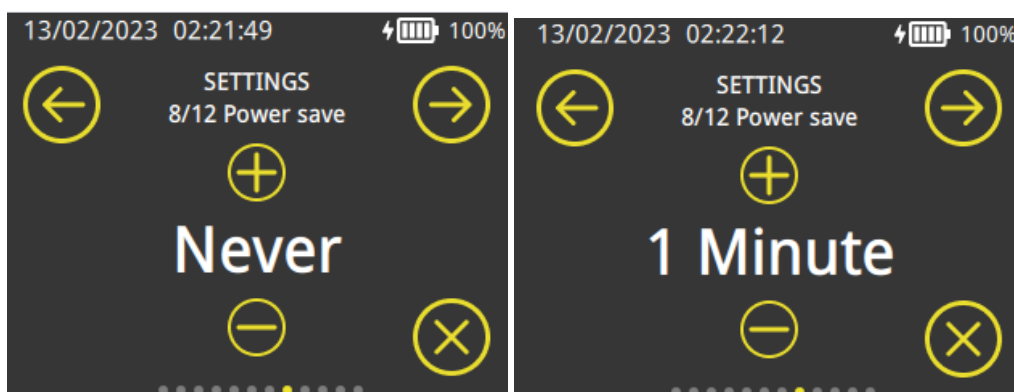 13/02/2023 02:21:49 100%
SETTINGS
8/12 Power save
Never
13/02/2023 02:22:12 100%
SETTINGS
8/12 Power save
1 Minute